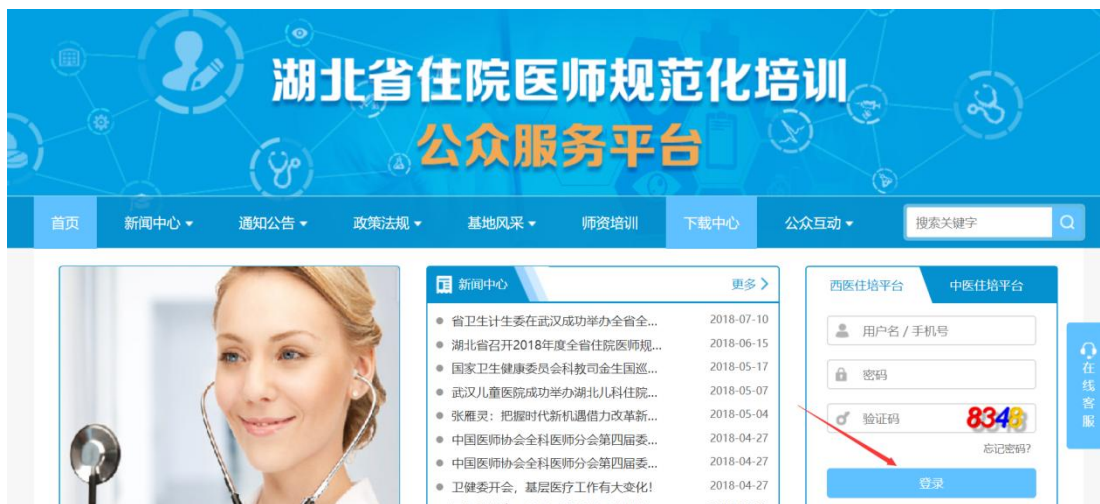 湖北省住院医师规范化培训
公众服务平台
首页 新闻中心 通知公告 政策法规 基地风采 师资培训 下载中心 公众互动 搜索关键字
新闻中心 更多
省卫生计生委在武汉成功举办全省全... 2018-07-10
湖北省召开2018年度全省住院医师规... 2018-06-15
国家卫生健康委员会科教司金生国巡... 2018-05-17
武汉儿童医院成功举办湖北儿科住院... 2018-05-07
张雁灵：把握时代新机遇借力改革新... 2018-05-04
中国医师协会全科医师分会第四届委... 2018-04-27
中国医师协会全科医师分会第四届委... 2018-04-27
卫健委开会，基层医疗工作有大变化! 2018-04-27
西医住培平台 中医住培平台
用户名 / 手机号
密码
验证码 8348
忘记密码?
登录
在线客服